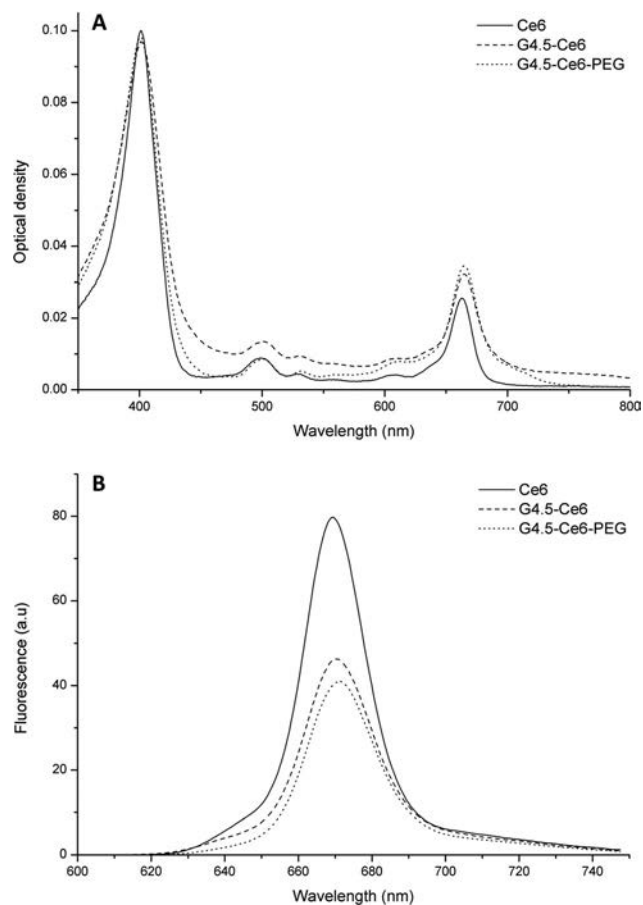 A
Ce6
G4.5-Ce6
G4.5-Ce6-PEG
0.10
0.08
0.06
0.04
0.02
0.00
Optical density
400 500 600 700 800
Wavelength (nm)
B
Ce6
G4.5-Ce6
G4.5-Ce6-PEG
80
60
40
20
0
Fluorescence (a.u)
600 620 640 660 680 700 720 740
Wavelength (nm)